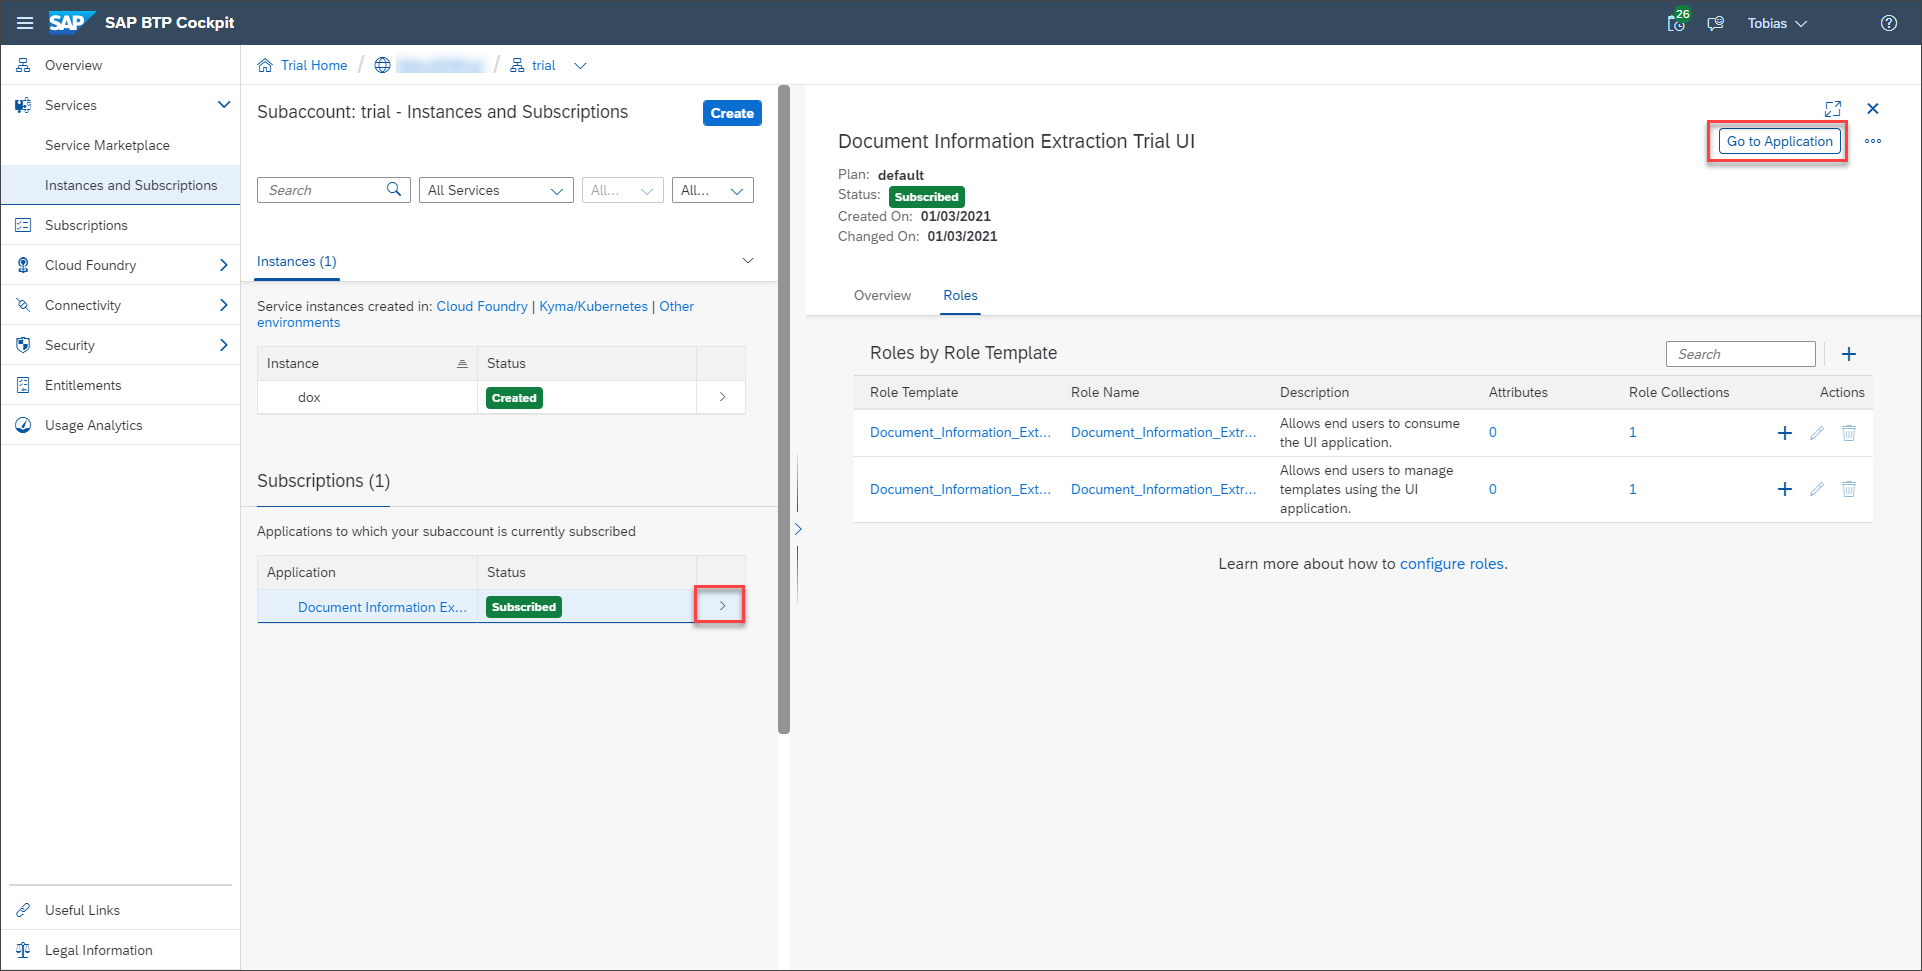 SAP SAP BTP Cockpit
26
Tobias
Overview
Services
Service Marketplace
Instances and Subscriptions
Subscriptions
Cloud Foundry
Connectivity
Security
Entitlements
Usage Analytics
Useful Links
Legal Information
Trial Home / / trial
Subaccount: trial - Instances and Subscriptions
Create
Search
All Services
All...
All...
Instances (1)
Service instances created in: Cloud Foundry | Kyma/Kubernetes | Other
environments
Instance Status
dox Created
Subscriptions (1)
Applications to which your subaccount is currently subscribed
Application Status
Document Information Ex... Subscribed
Document Information Extraction Trial UI
Go to Application
Plan: default
Status: Subscribed
Created On: 01/03/2021
Changed On: 01/03/2021
Overview Roles
Roles by Role Template
Search
Role Template Role Name Description Attributes Role Collections Actions
Document_Information_Ext... Document_Information_Extr... Allows end users to consume
the UI application. 0 1
Document_Information_Ext... Document_Information_Extr... Allows end users to manage
templates using the UI
application. 0 1
Learn more about how to configure roles.